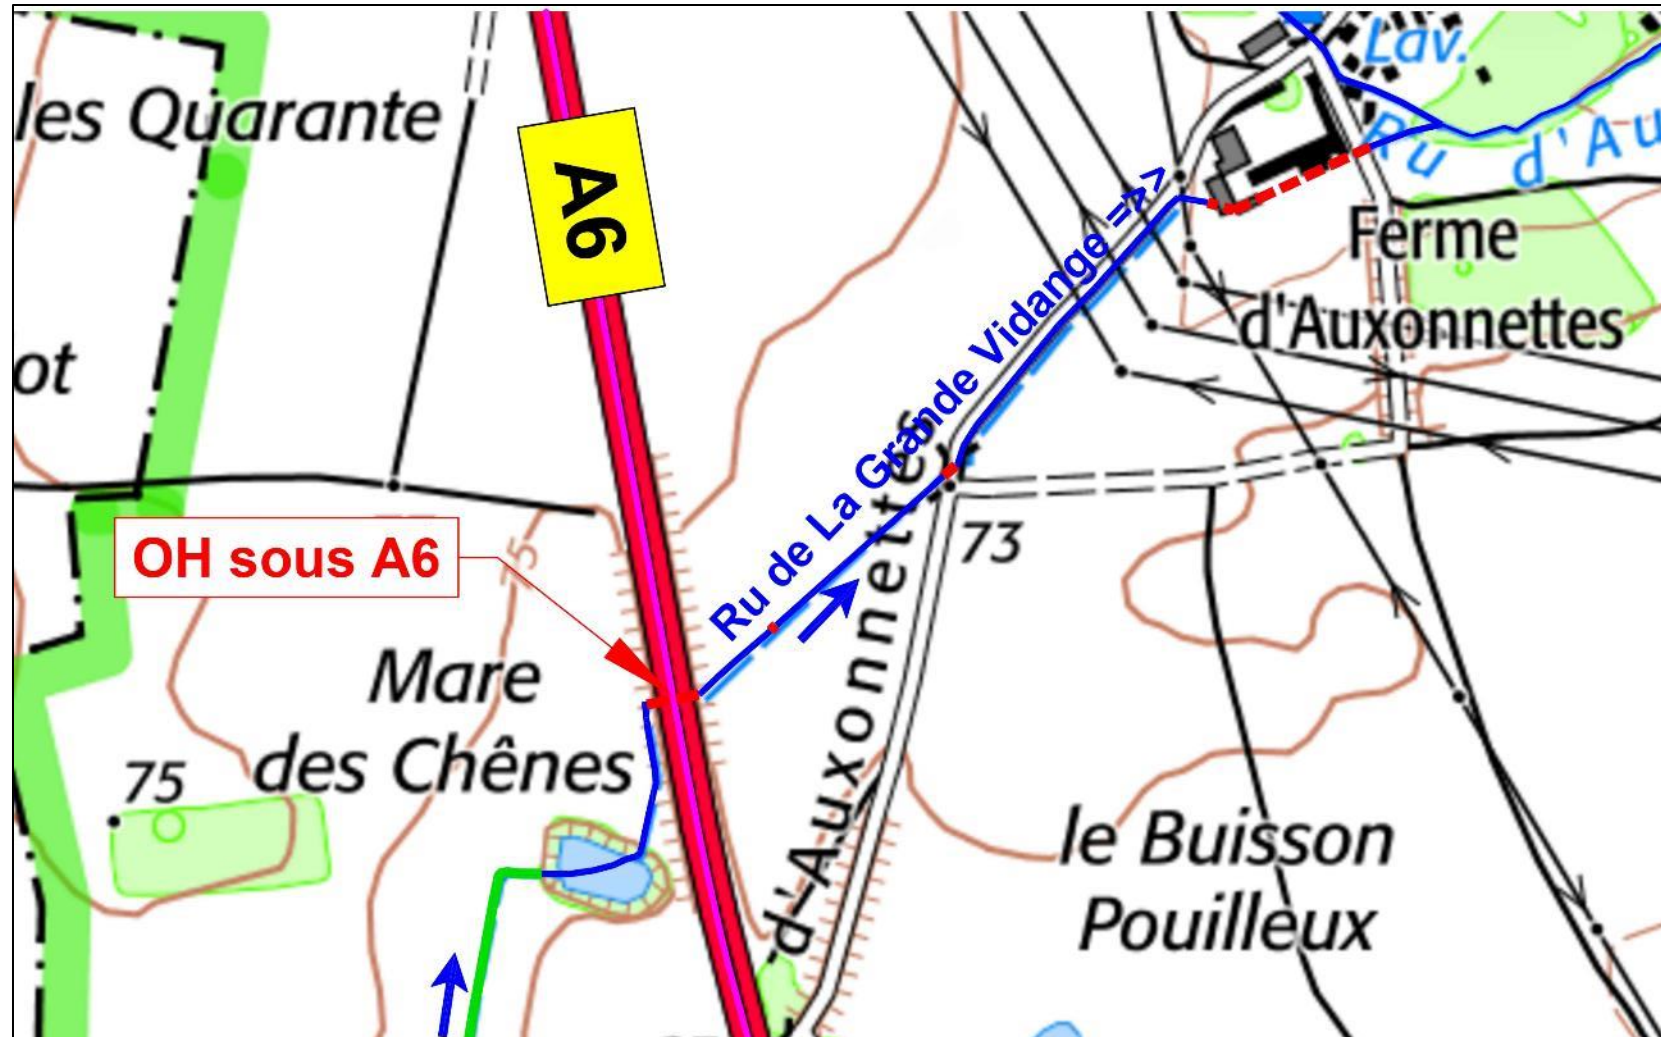 les Quarante
A6
Lav.
Ru d'Au
Ferme
d'Auxonnettes
ot
Ru de La Grande Vidange =>>
d'Auxonnettes
73
OH sous A6
75
Mare
des Chênes
75
le Buisson
Pouilleux